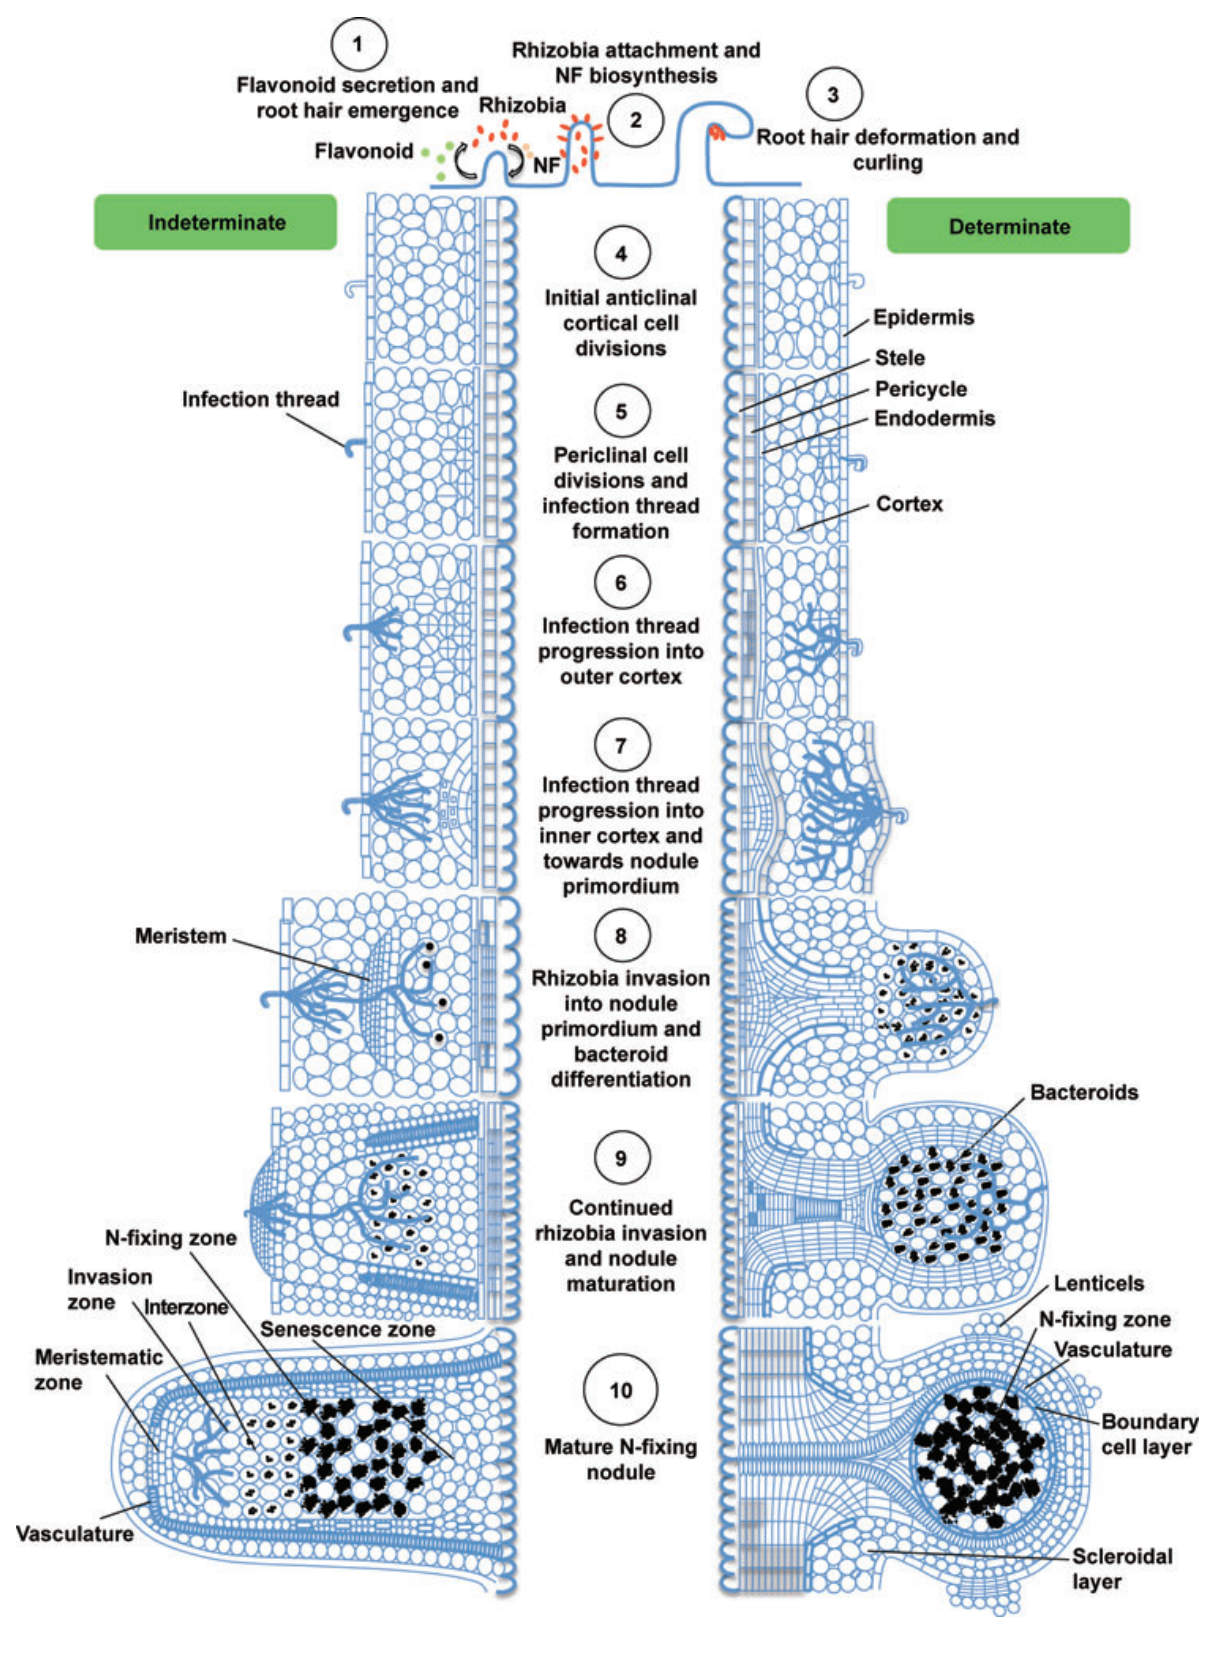 1
Flavonoid secretion and
root hair emergence
Rhizobia attachment and
NF biosynthesis
2
3
Root hair deformation and
curling
Rhizobia
Flavonoid
NF
Indeterminate
Determinate
4
Initial anticlinal
cortical cell
divisions
Epidermis
Stele
Pericycle
Endodermis
Cortex
Infection thread
5
Periclinal cell
divisions and
infection thread
formation
6
Infection thread
progression into
outer cortex
7
Infection thread
progression into
inner cortex and
towards nodule
primordium
Meristem
8
Rhizobia invasion
into nodule
primordium and
bacteroid
differentiation
Bacteroids
9
Continued
rhizobia invasion
and nodule
maturation
N-fixing zone
Invasion
zone
Interzone
Senescence zone
Meristematic
zone
Vasculature
10
Mature N-fixing
nodule
Lenticels
N-fixing zone
Vasculature
Boundary
cell layer
Scleroidal
layer